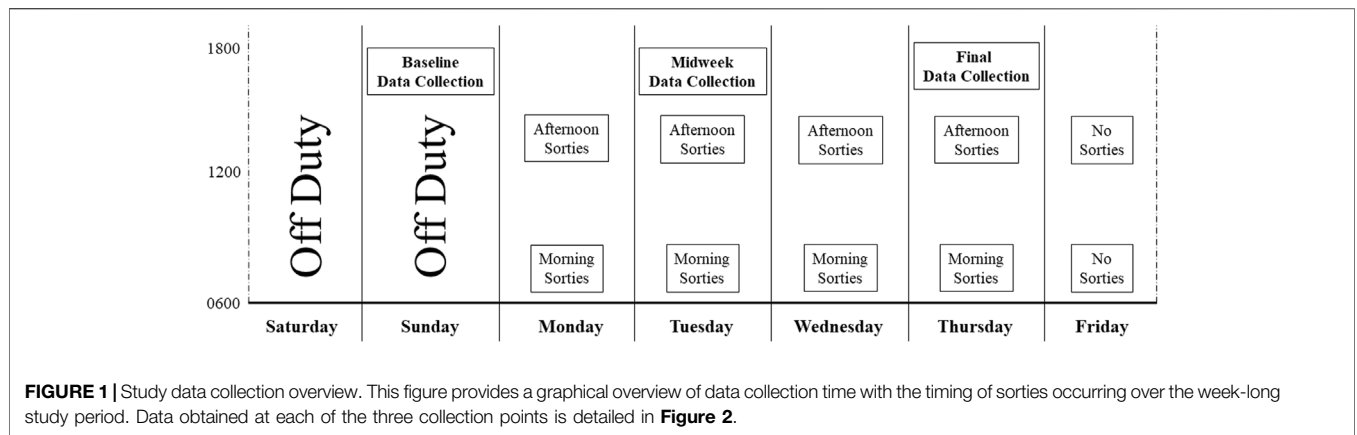 1800
Baseline
Data Collection
Midweek
Data Collection
Final
Data Collection
Off Duty
Off Duty
Afternoon
Sorties
Afternoon
Sorties
Afternoon
Sorties
Afternoon
Sorties
No
Sorties
1200
Morning
Sorties
Morning
Sorties
Morning
Sorties
Morning
Sorties
No
Sorties
0600
Saturday
Sunday
Monday
Tuesday
Wednesday
Thursday
Friday
FIGURE 1 | Study data collection overview. This figure provides a graphical overview of data collection time with the timing of sorties occurring over the week-long
study period. Data obtained at each of the three collection points is detailed in Figure 2.